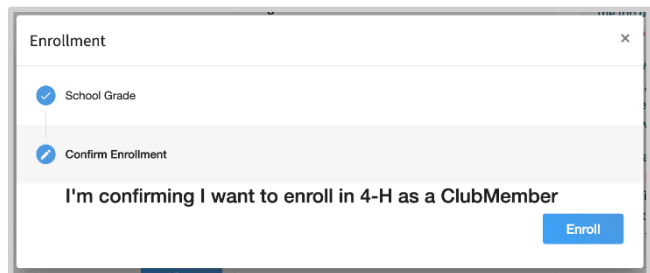 Enrollment
School Grade
Confirm Enrollment
I'm confirming I want to enroll in 4-H as a ClubMember
Enroll